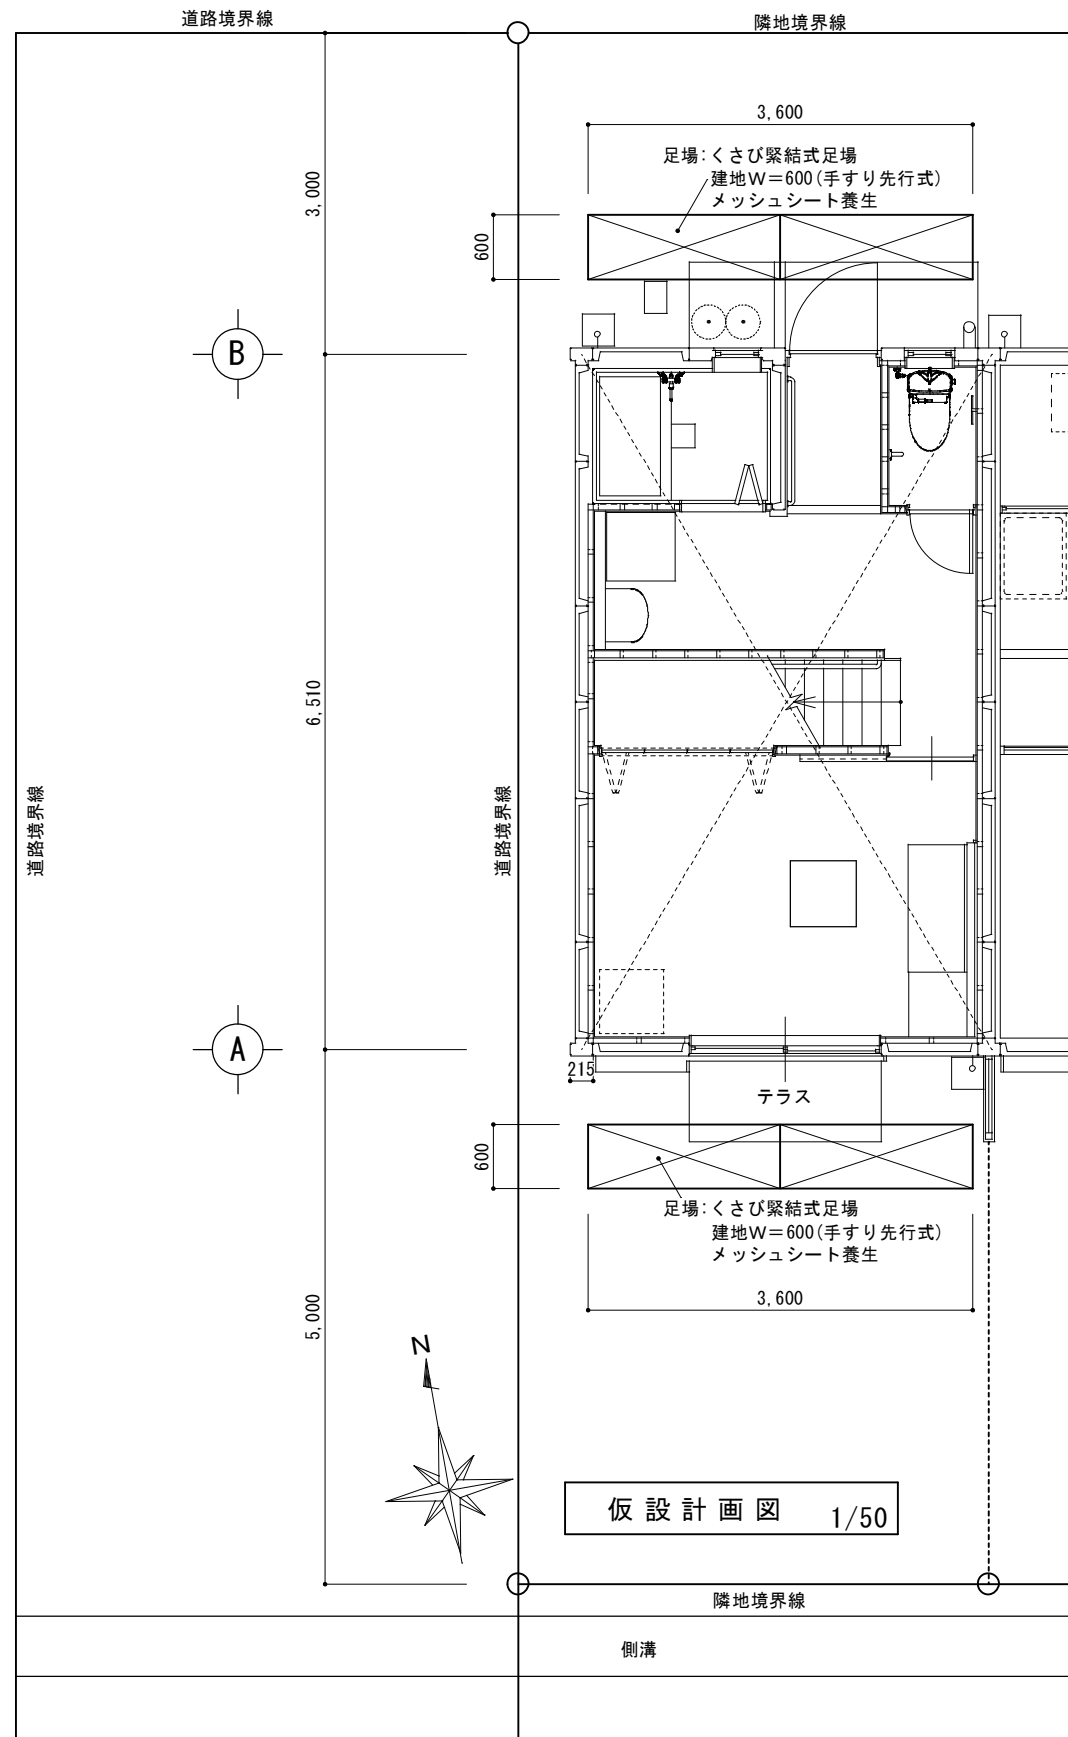 道路境界線
隣地境界線
3,600
足場:くさび緊結式足場
建地W=600(手すり先行式)
メッシュシート養生
3,000
600
B
6,510
道路境界線
道路境界線
A
215
テラス
600
足場:くさび緊結式足場
建地W=600(手すり先行式)
メッシュシート養生
3,600
5,000
N
仮設計画図 1/50
隣地境界線
側溝